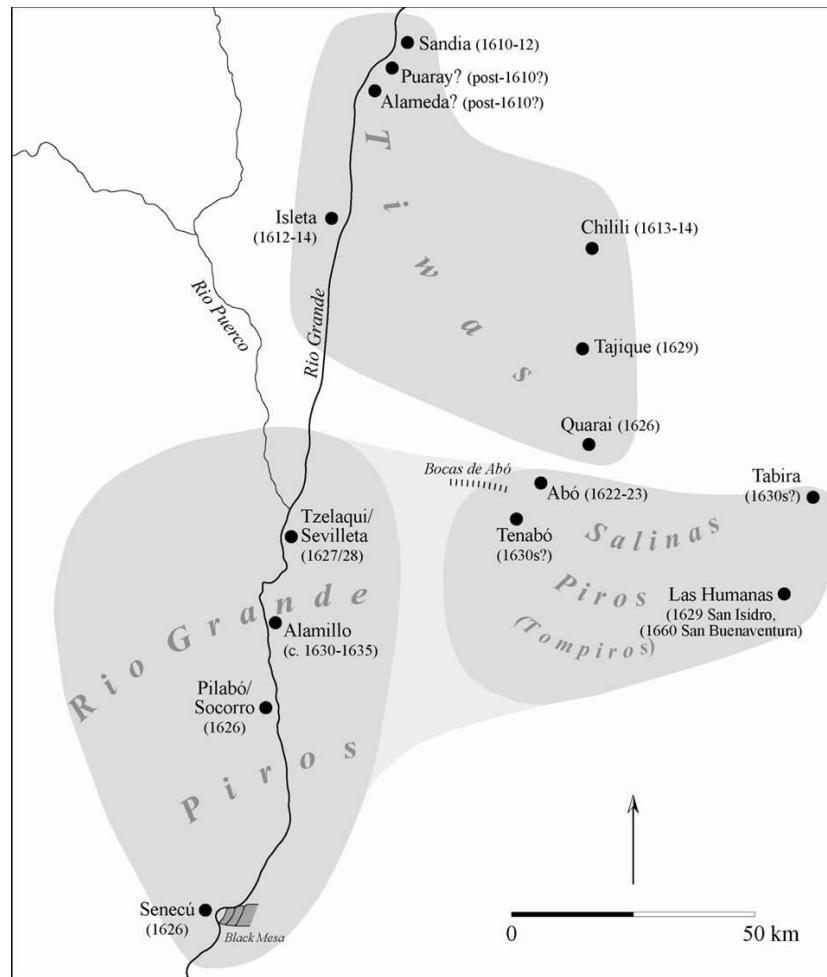 Sandia (1610-12)
Puaray? (post-1610?)
Alameda? (post-1610?)
Tiwas
Isleta
(1612-14)
Chilili (1613-14)
Rio Puerco
Rio Grande
Tajique (1629)
Quarai (1626)
Bocas de Abó
Abó (1622-23)
Tabira
(1630s?)
Tenabó
(1630s?)
Salinas
Piros
(Tompiros)
Las Humanas
(1629 San Isidro,
(1660 San Buenaventura)
Tzelaqui/
Sevilleta
(1627/28)
Rio Grande
Piros
Alamillo
(c. 1630-1635)
Pilabó/
Socorro
(1626)
Senecú
(1626)
Black Mesa
0 50 km